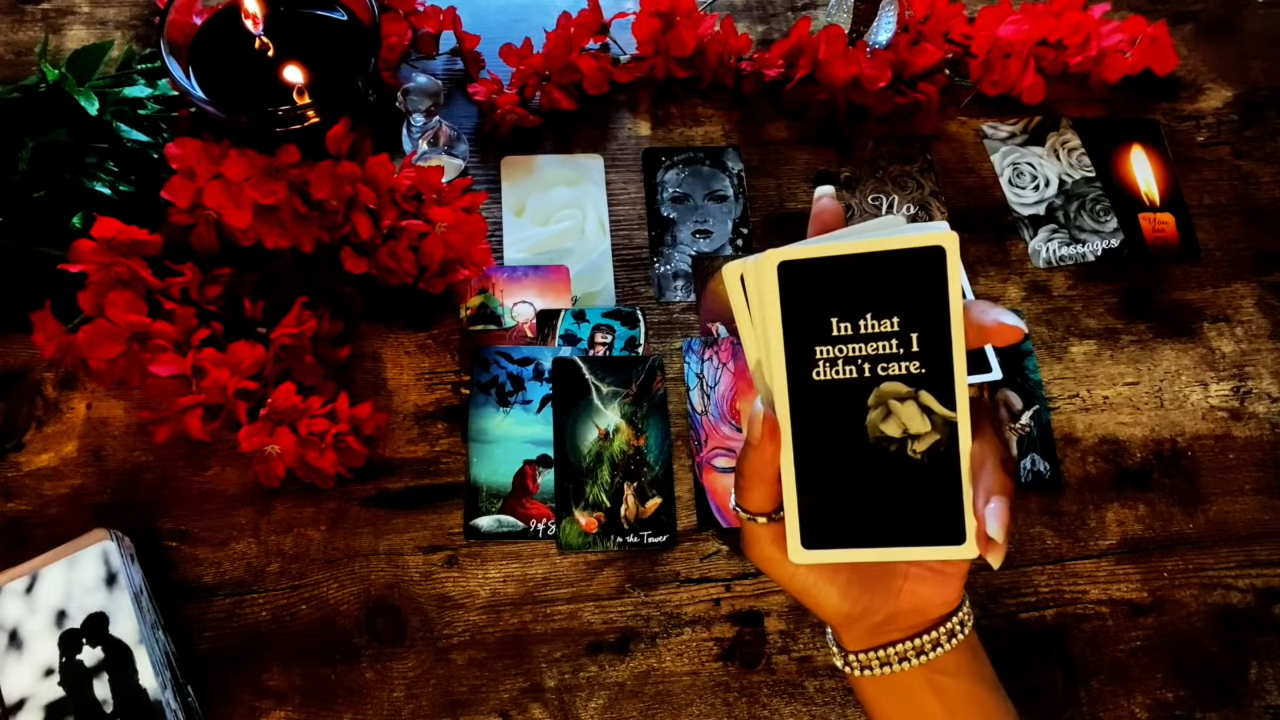 No
Messages
You
In that
moment, I
didn't care.
9 of S
the Tower